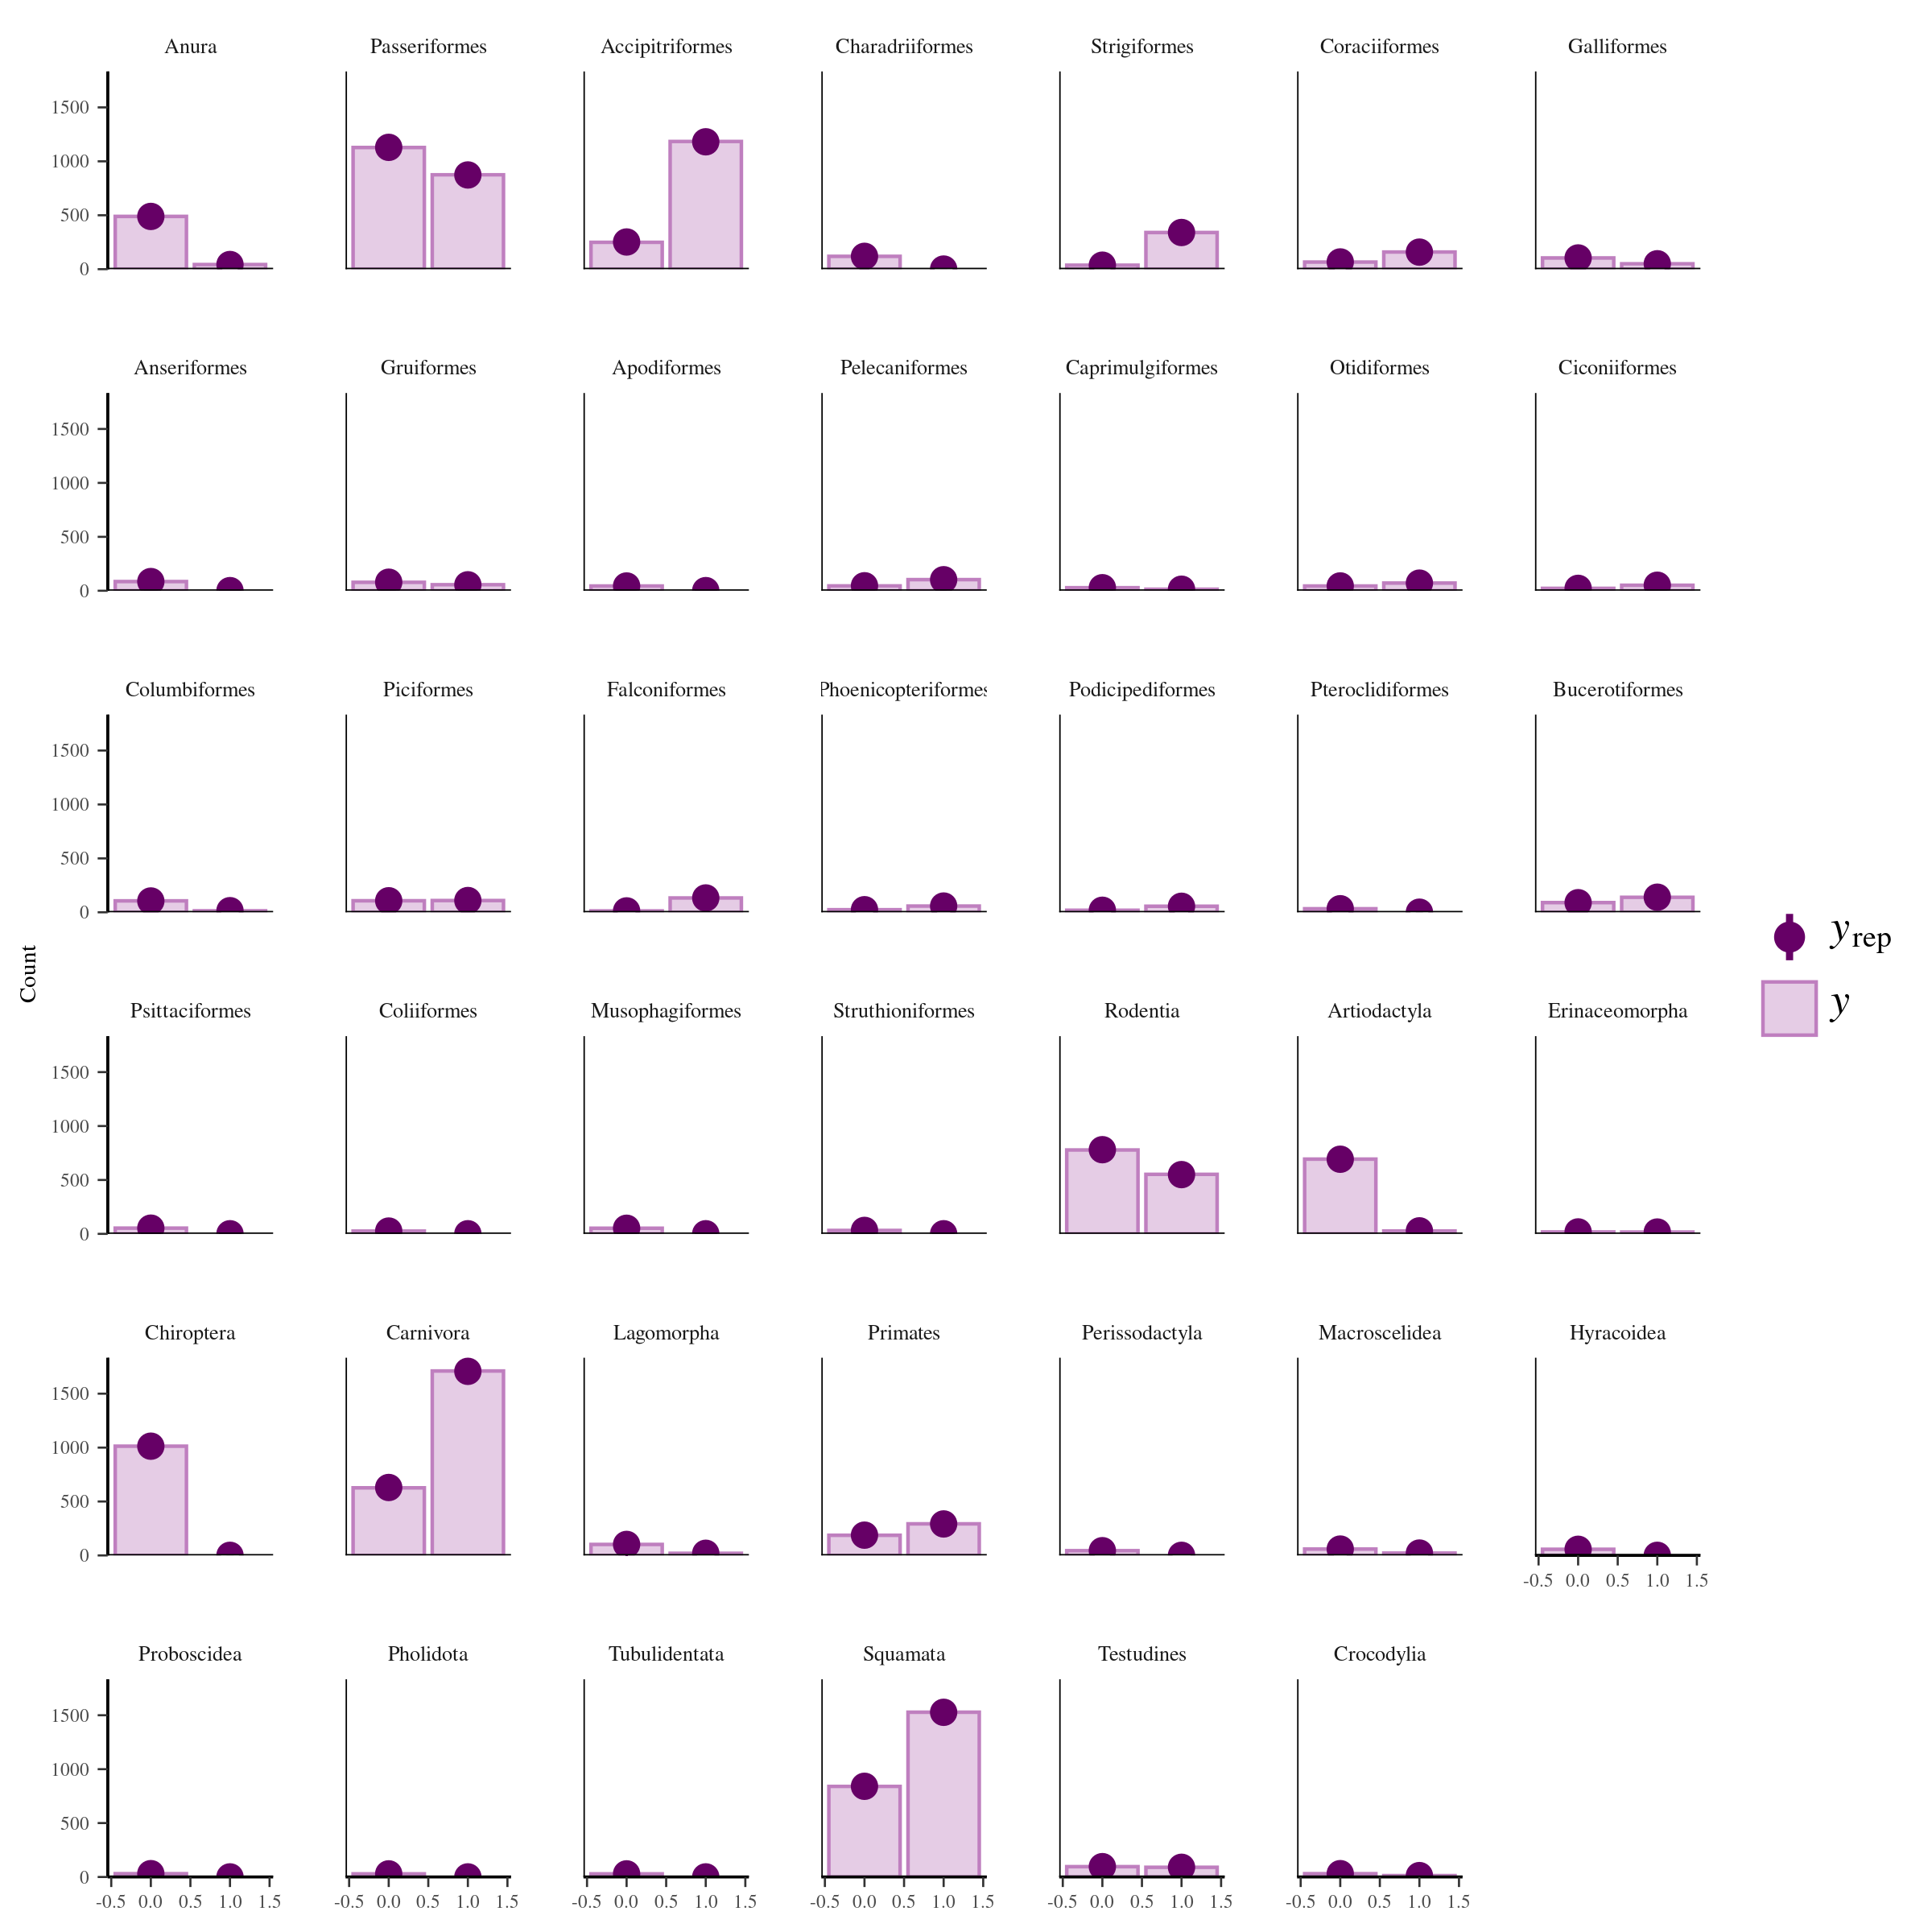 Anura Passeriformes Accipitriformes Charadriiformes Strigiformes Coraciiformes Galliformes
1500
1000
500
0
Anseriformes Gruiformes Apodiformes Pelecaniformes Caprimulgiformes Otidiformes Ciconiiformes
1500
1000
500
0
Columbiformes Piciformes Falconiformes Phoenicopteriformes Podicipediformes Pteroclidiformes Bucerotiformes
1500
1000
500
0
Count
yrep
y
Psittaciformes Coliiformes Musophagiformes Struthioniformes Rodentia Artiodactyla Erinaceomorpha
1500
1000
500
0
Chiroptera Carnivora Lagomorpha Primates Perissodactyla Macroscelidea Hyracoidea
1500
1000
500
0
-0.5 0.0 0.5 1.0 1.5
Proboscidea Pholidota Tubulidentata Squamata Testudines Crocodylia
1500
1000
500
0
-0.5 0.0 0.5 1.0 1.5 -0.5 0.0 0.5 1.0 1.5 -0.5 0.0 0.5 1.0 1.5 -0.5 0.0 0.5 1.0 1.5 -0.5 0.0 0.5 1.0 1.5 -0.5 0.0 0.5 1.0 1.5